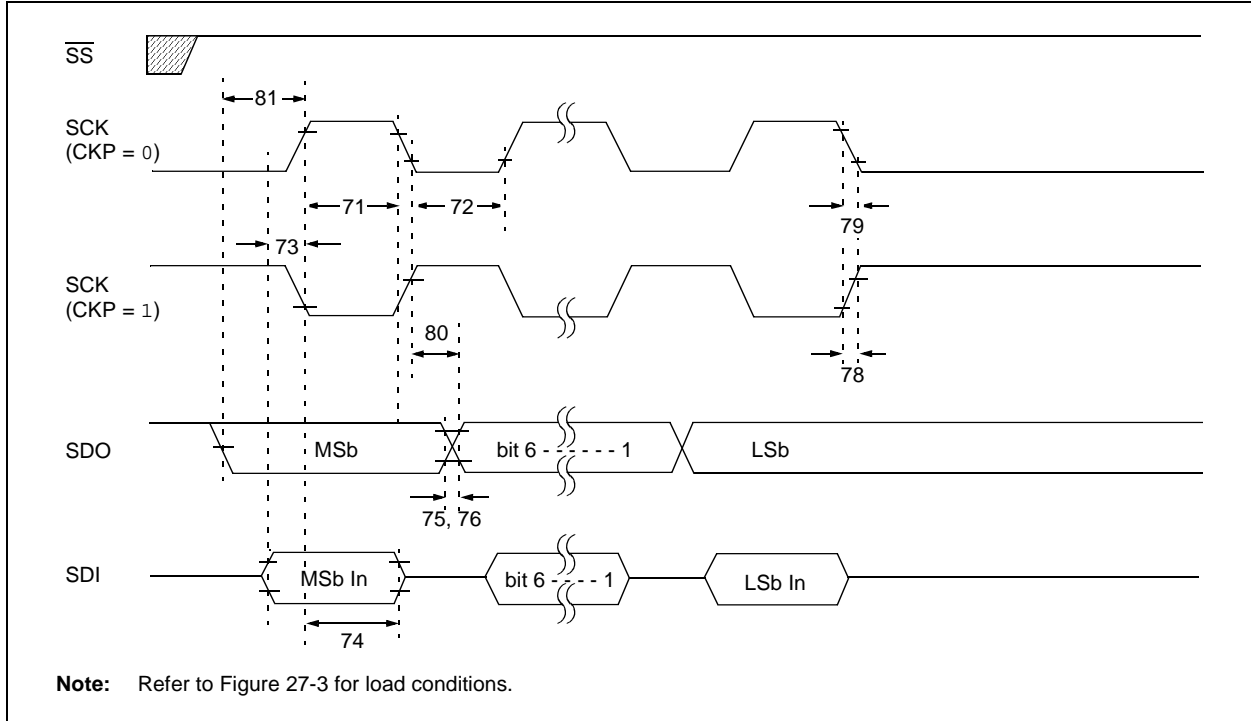 SS
81
SCK
(CKP = 0)
71
72
79
73
SCK
(CKP = 1)
80
78
SDO
MSb
bit 6 - - - - - - 1
LSb
75, 76
SDI
MSb In
bit 6 - - - - - 1
LSb In
74
Note: Refer to Figure 27-3 for load conditions.